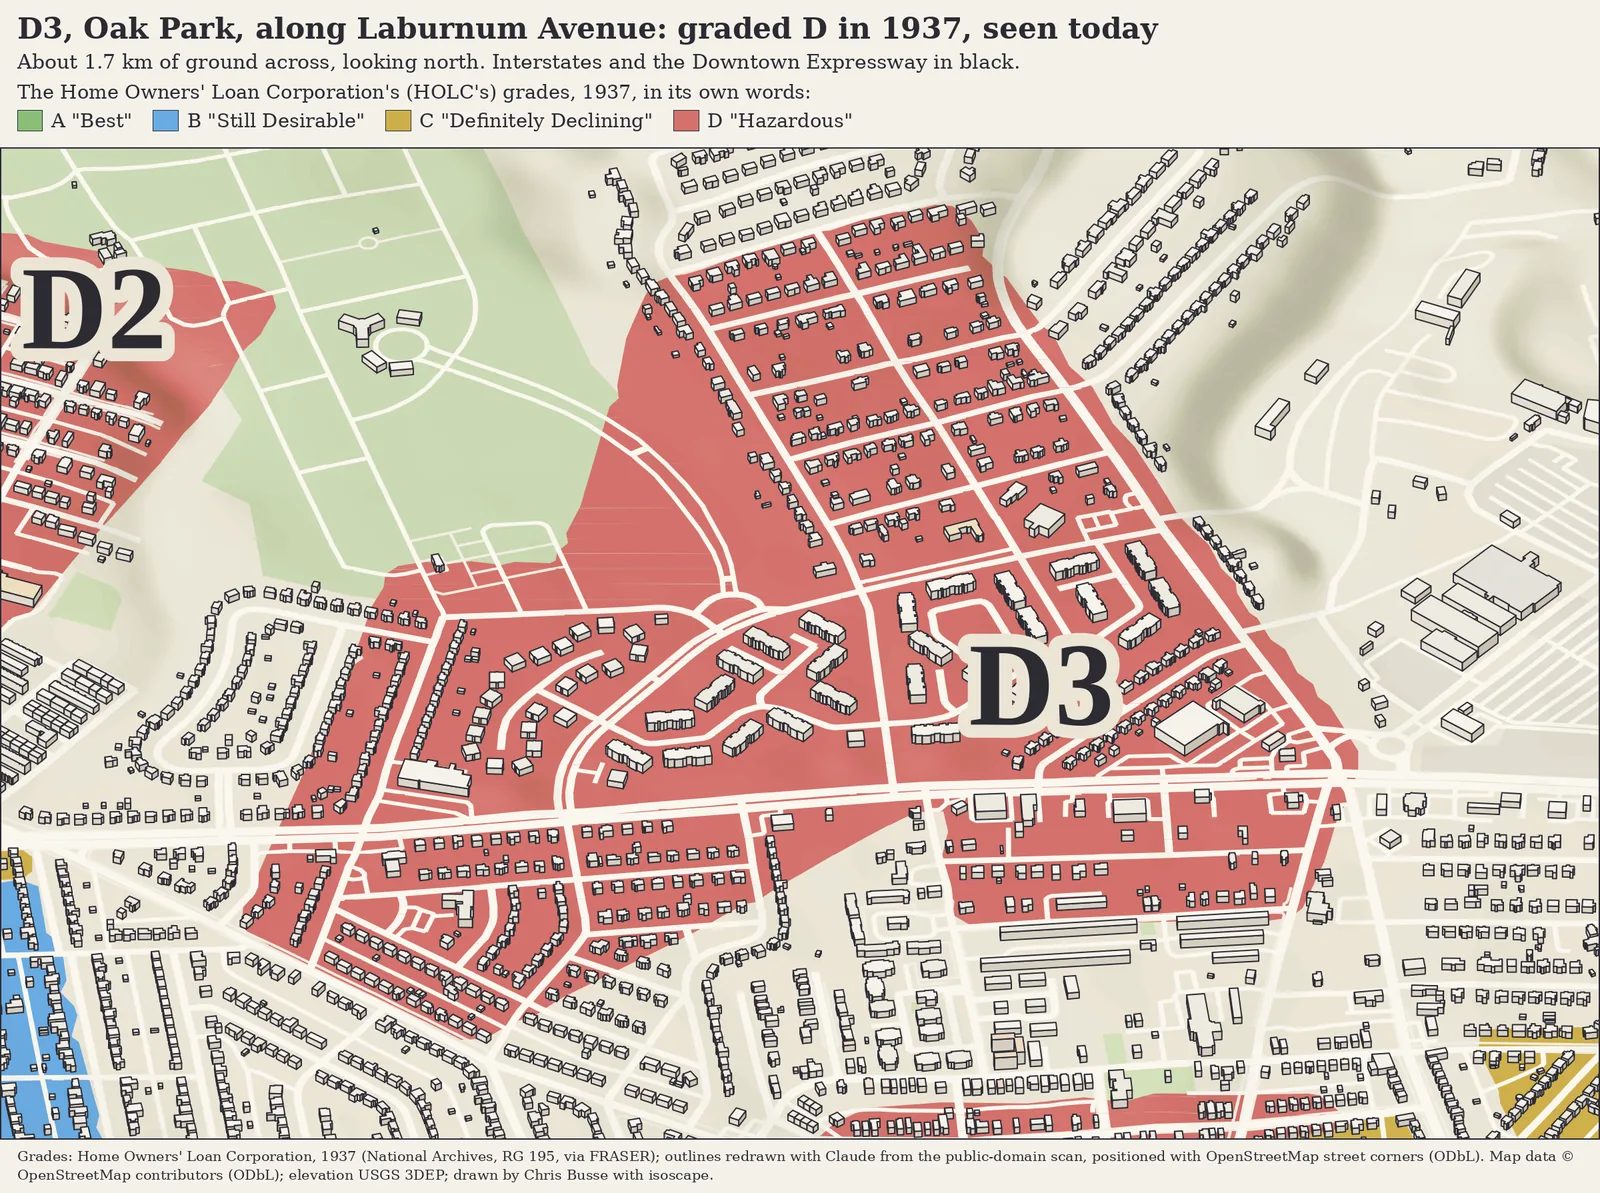 D3, Oak Park, along Laburnum Avenue: graded D in 1937, seen today
About 1.7 km of ground across, looking north. Interstates and the Downtown Expressway in black.
The Home Owners' Loan Corporation's (HOLC's) grades, 1937, in its own words:
A "Best" B "Still Desirable" C "Definitely Declining" D "Hazardous"
D2
D3
Grades: Home Owners' Loan Corporation, 1937 (National Archives, RG 195, via FRASER); outlines redrawn with Claude from the public-domain scan, positioned with OpenStreetMap street corners (ODbL). Map data ©
OpenStreetMap contributors (ODbL); elevation USGS 3DEP; drawn by Chris Busse with isoscape.